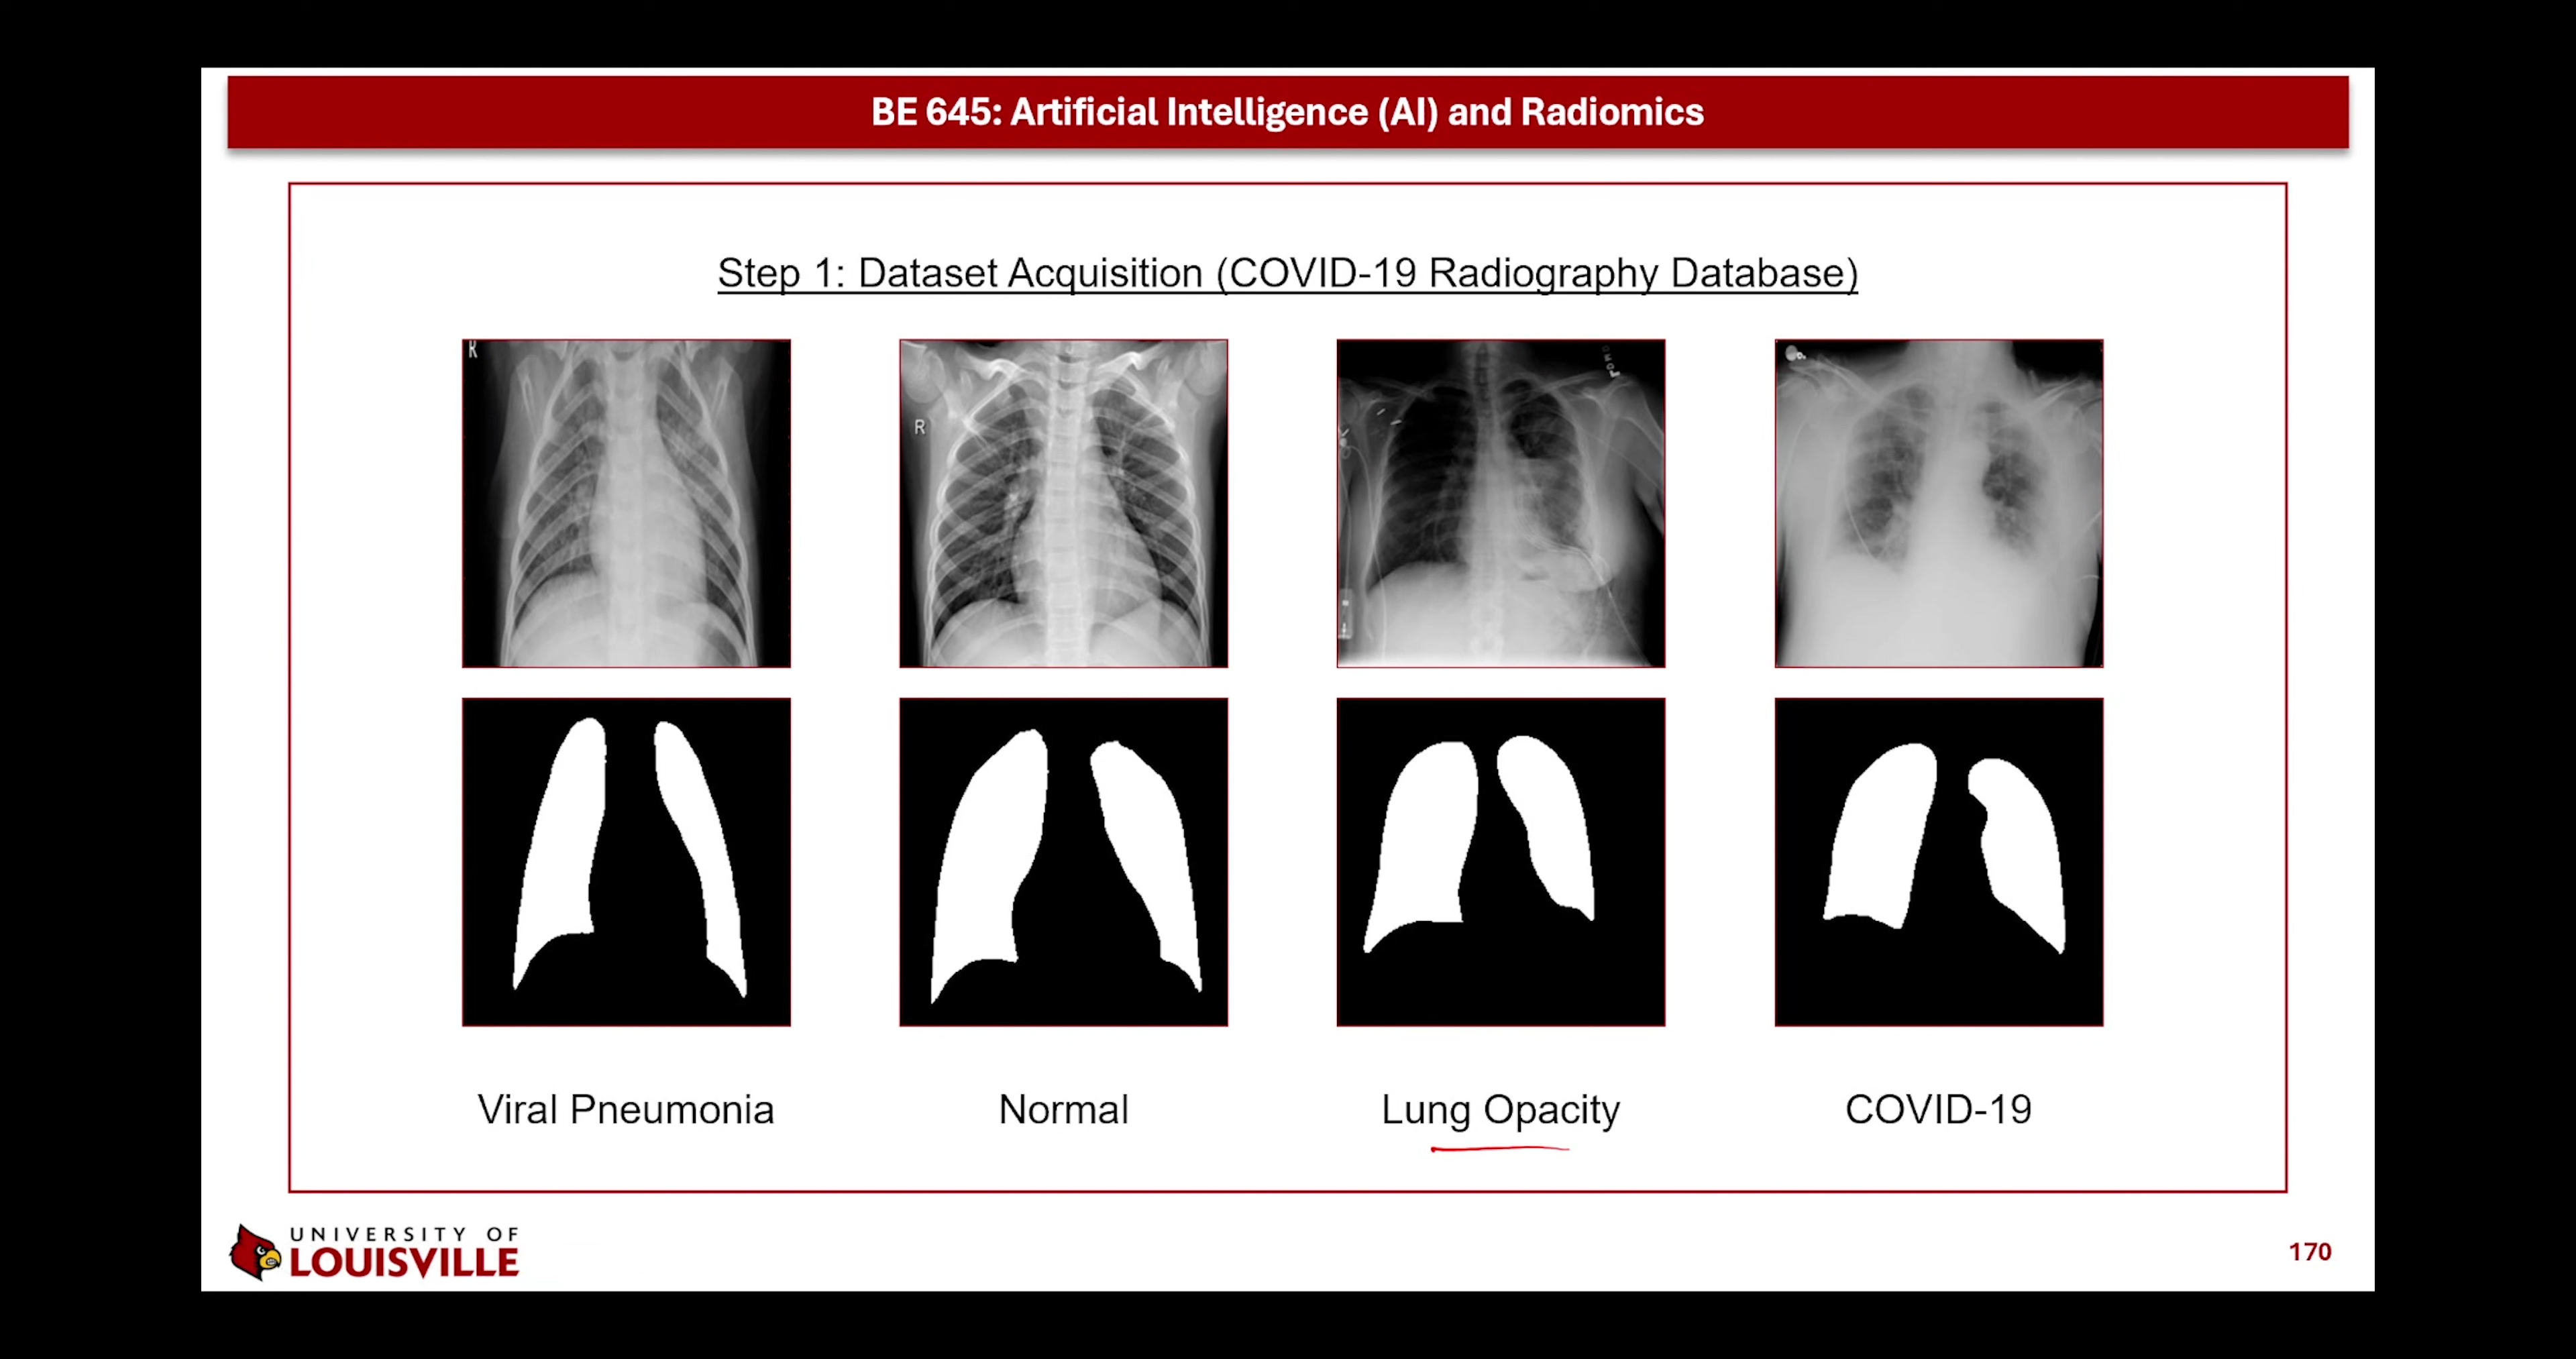 BE 645: Artificial Intelligence (AI) and Radiomics
Step 1: Dataset Acquisition (COVID-19 Radiography Database)
R
R
Viral Pneumonia
Normal
Lung Opacity
COVID-19
UNIVERSITY OF
LOUISVILLE
170